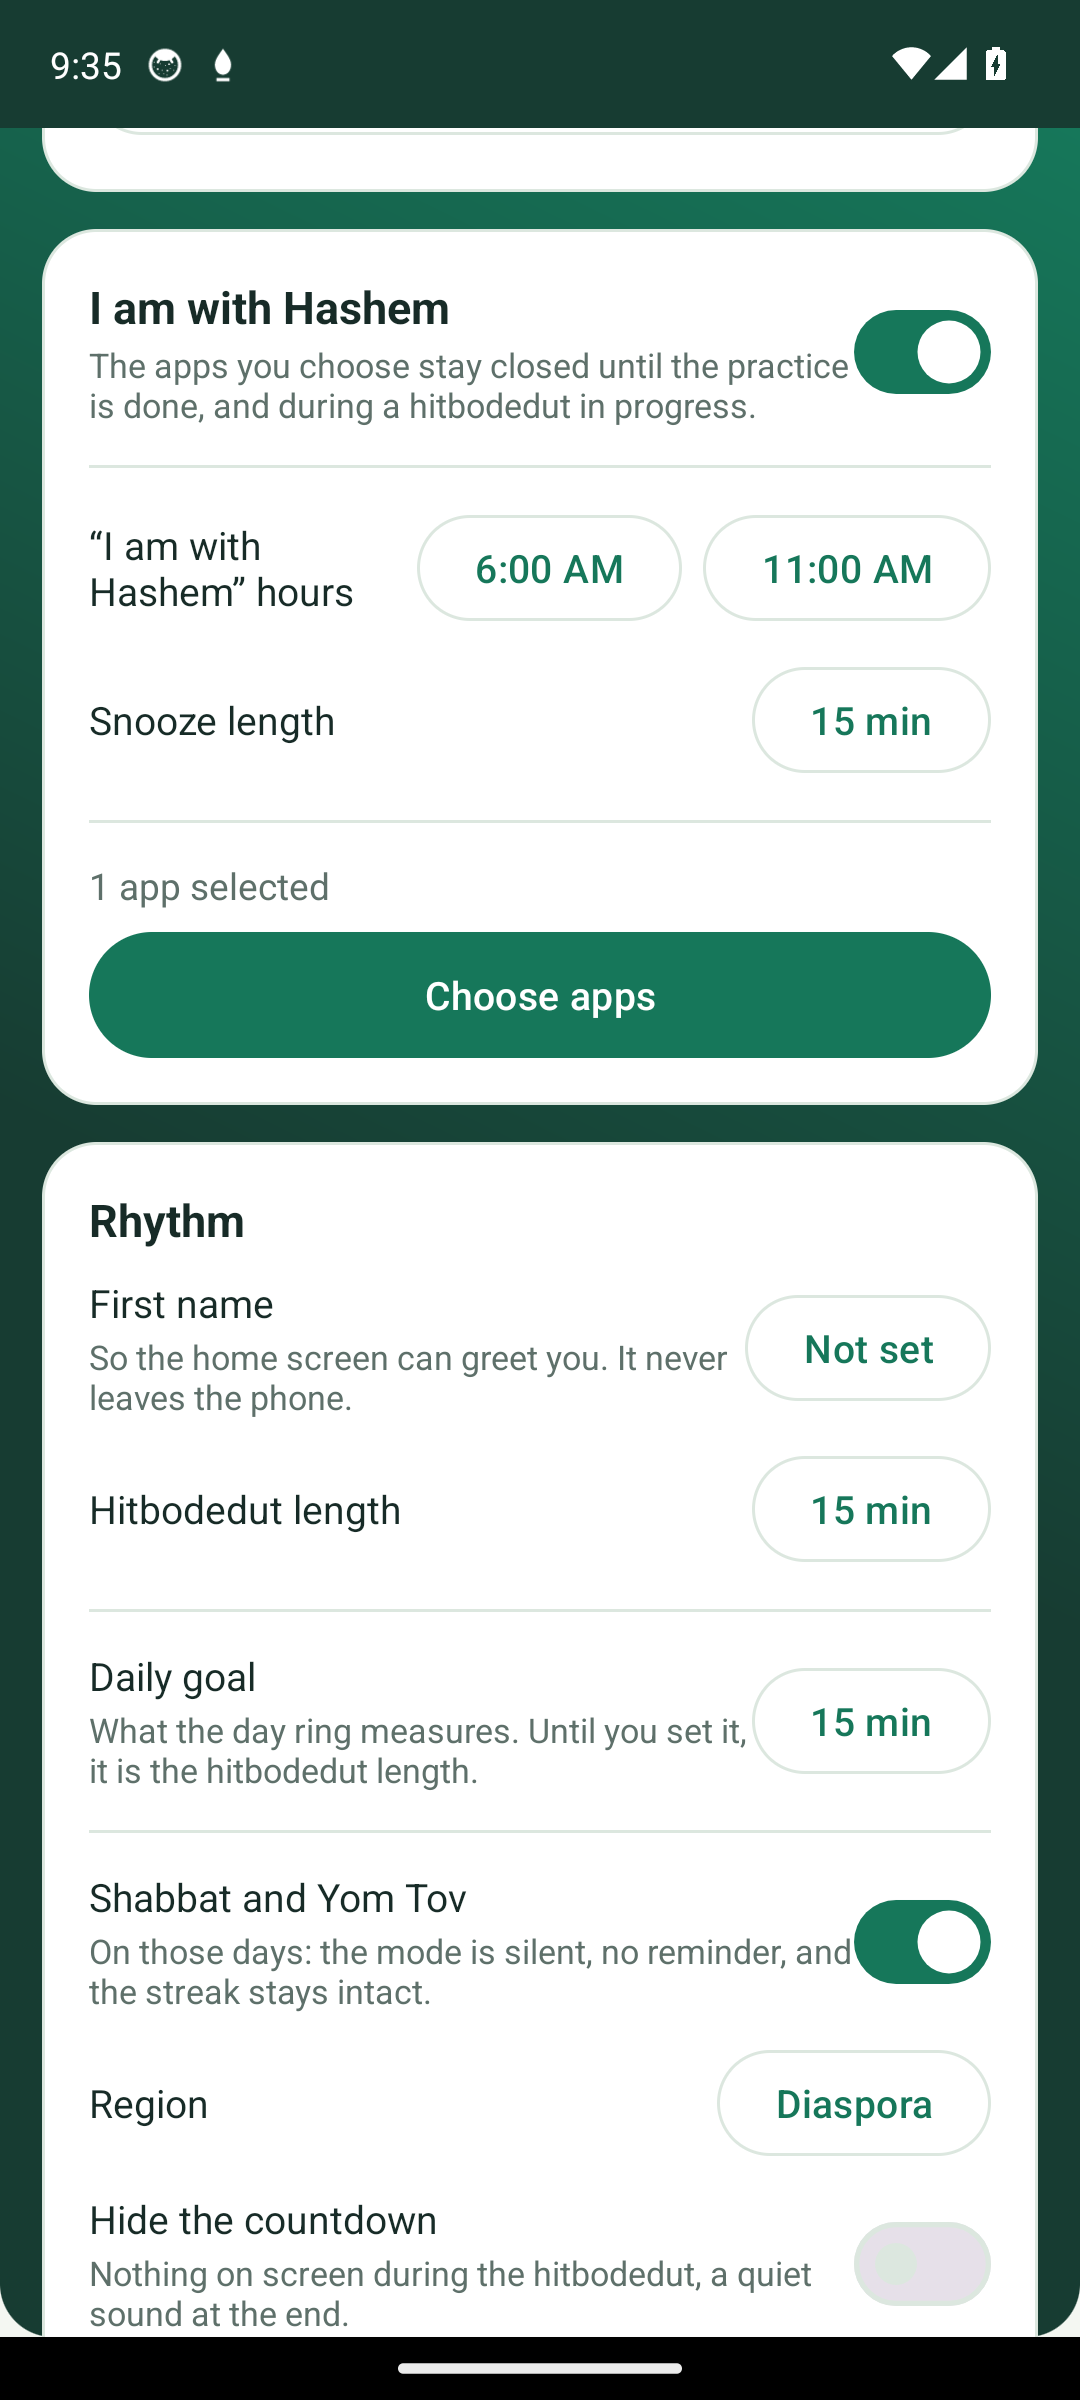 9:35
I am with Hashem
The apps you choose stay closed until the practice
is done, and during a hitbodedut in progress.
“I am with
Hashem” hours
6:00 AM
11:00 AM
Snooze length
15 min
1 app selected
Choose apps
Rhythm
First name
So the home screen can greet you. It never
leaves the phone.
Not set
Hitbodedut length
15 min
Daily goal
What the day ring measures. Until you set it,
it is the hitbodedut length.
15 min
Shabbat and Yom Tov
On those days: the mode is silent, no reminder, and
the streak stays intact.
Region
Diaspora
Hide the countdown
Nothing on screen during the hitbodedut, a quiet
sound at the end.